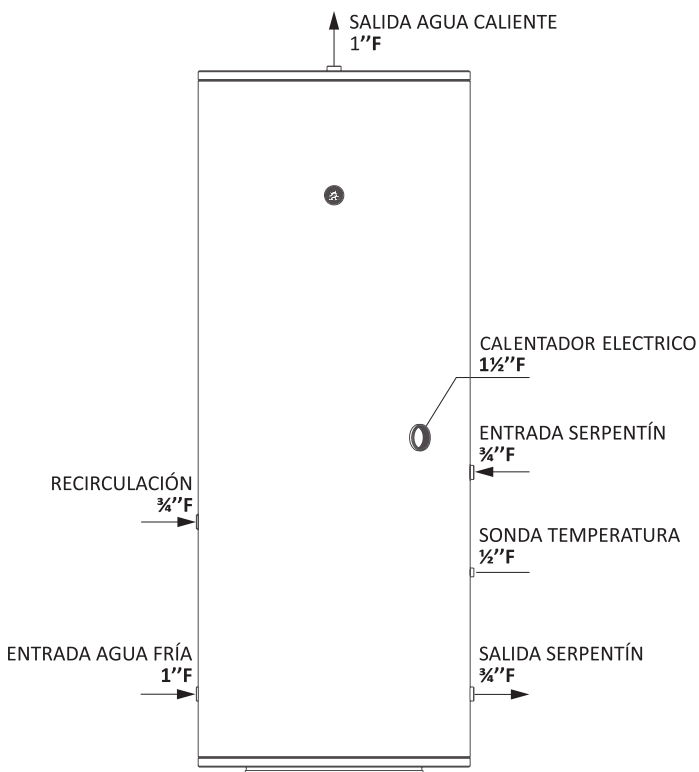 SALIDA AGUA CALIENTE
1’’F
CALENTADOR ELECTRICO
1½’’F
ENTRADA SERPENTÍN
¾’’F
RECIRCULACIÓN
¾’’F
SONDA TEMPERATURA
½’’F
ENTRADA AGUA FRÍA
1’’F
SALIDA SERPENTÍN
¾’’F